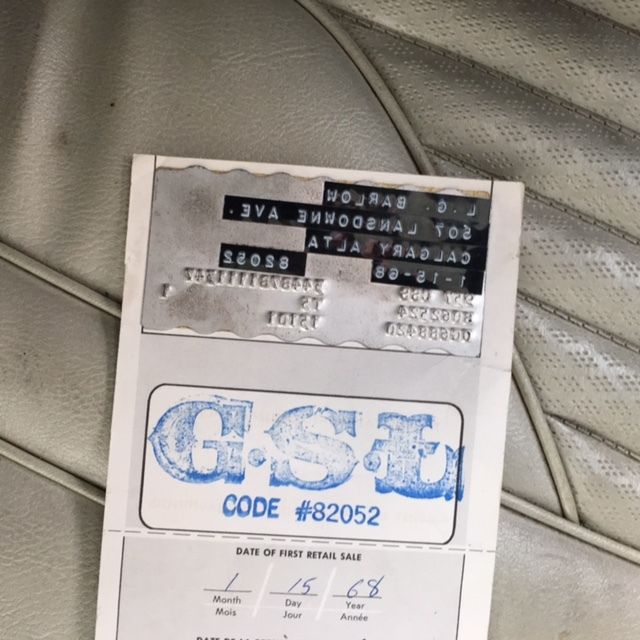 L. G BARLOW
507 LANSDOWNE AVE.
CALGARY ALTA
1-15-68 82052
G.S.L
CODE #82052
DATE OF FIRST RETAIL SALE
1 / 15 / 68
Month Day Year
Mois Jour Année